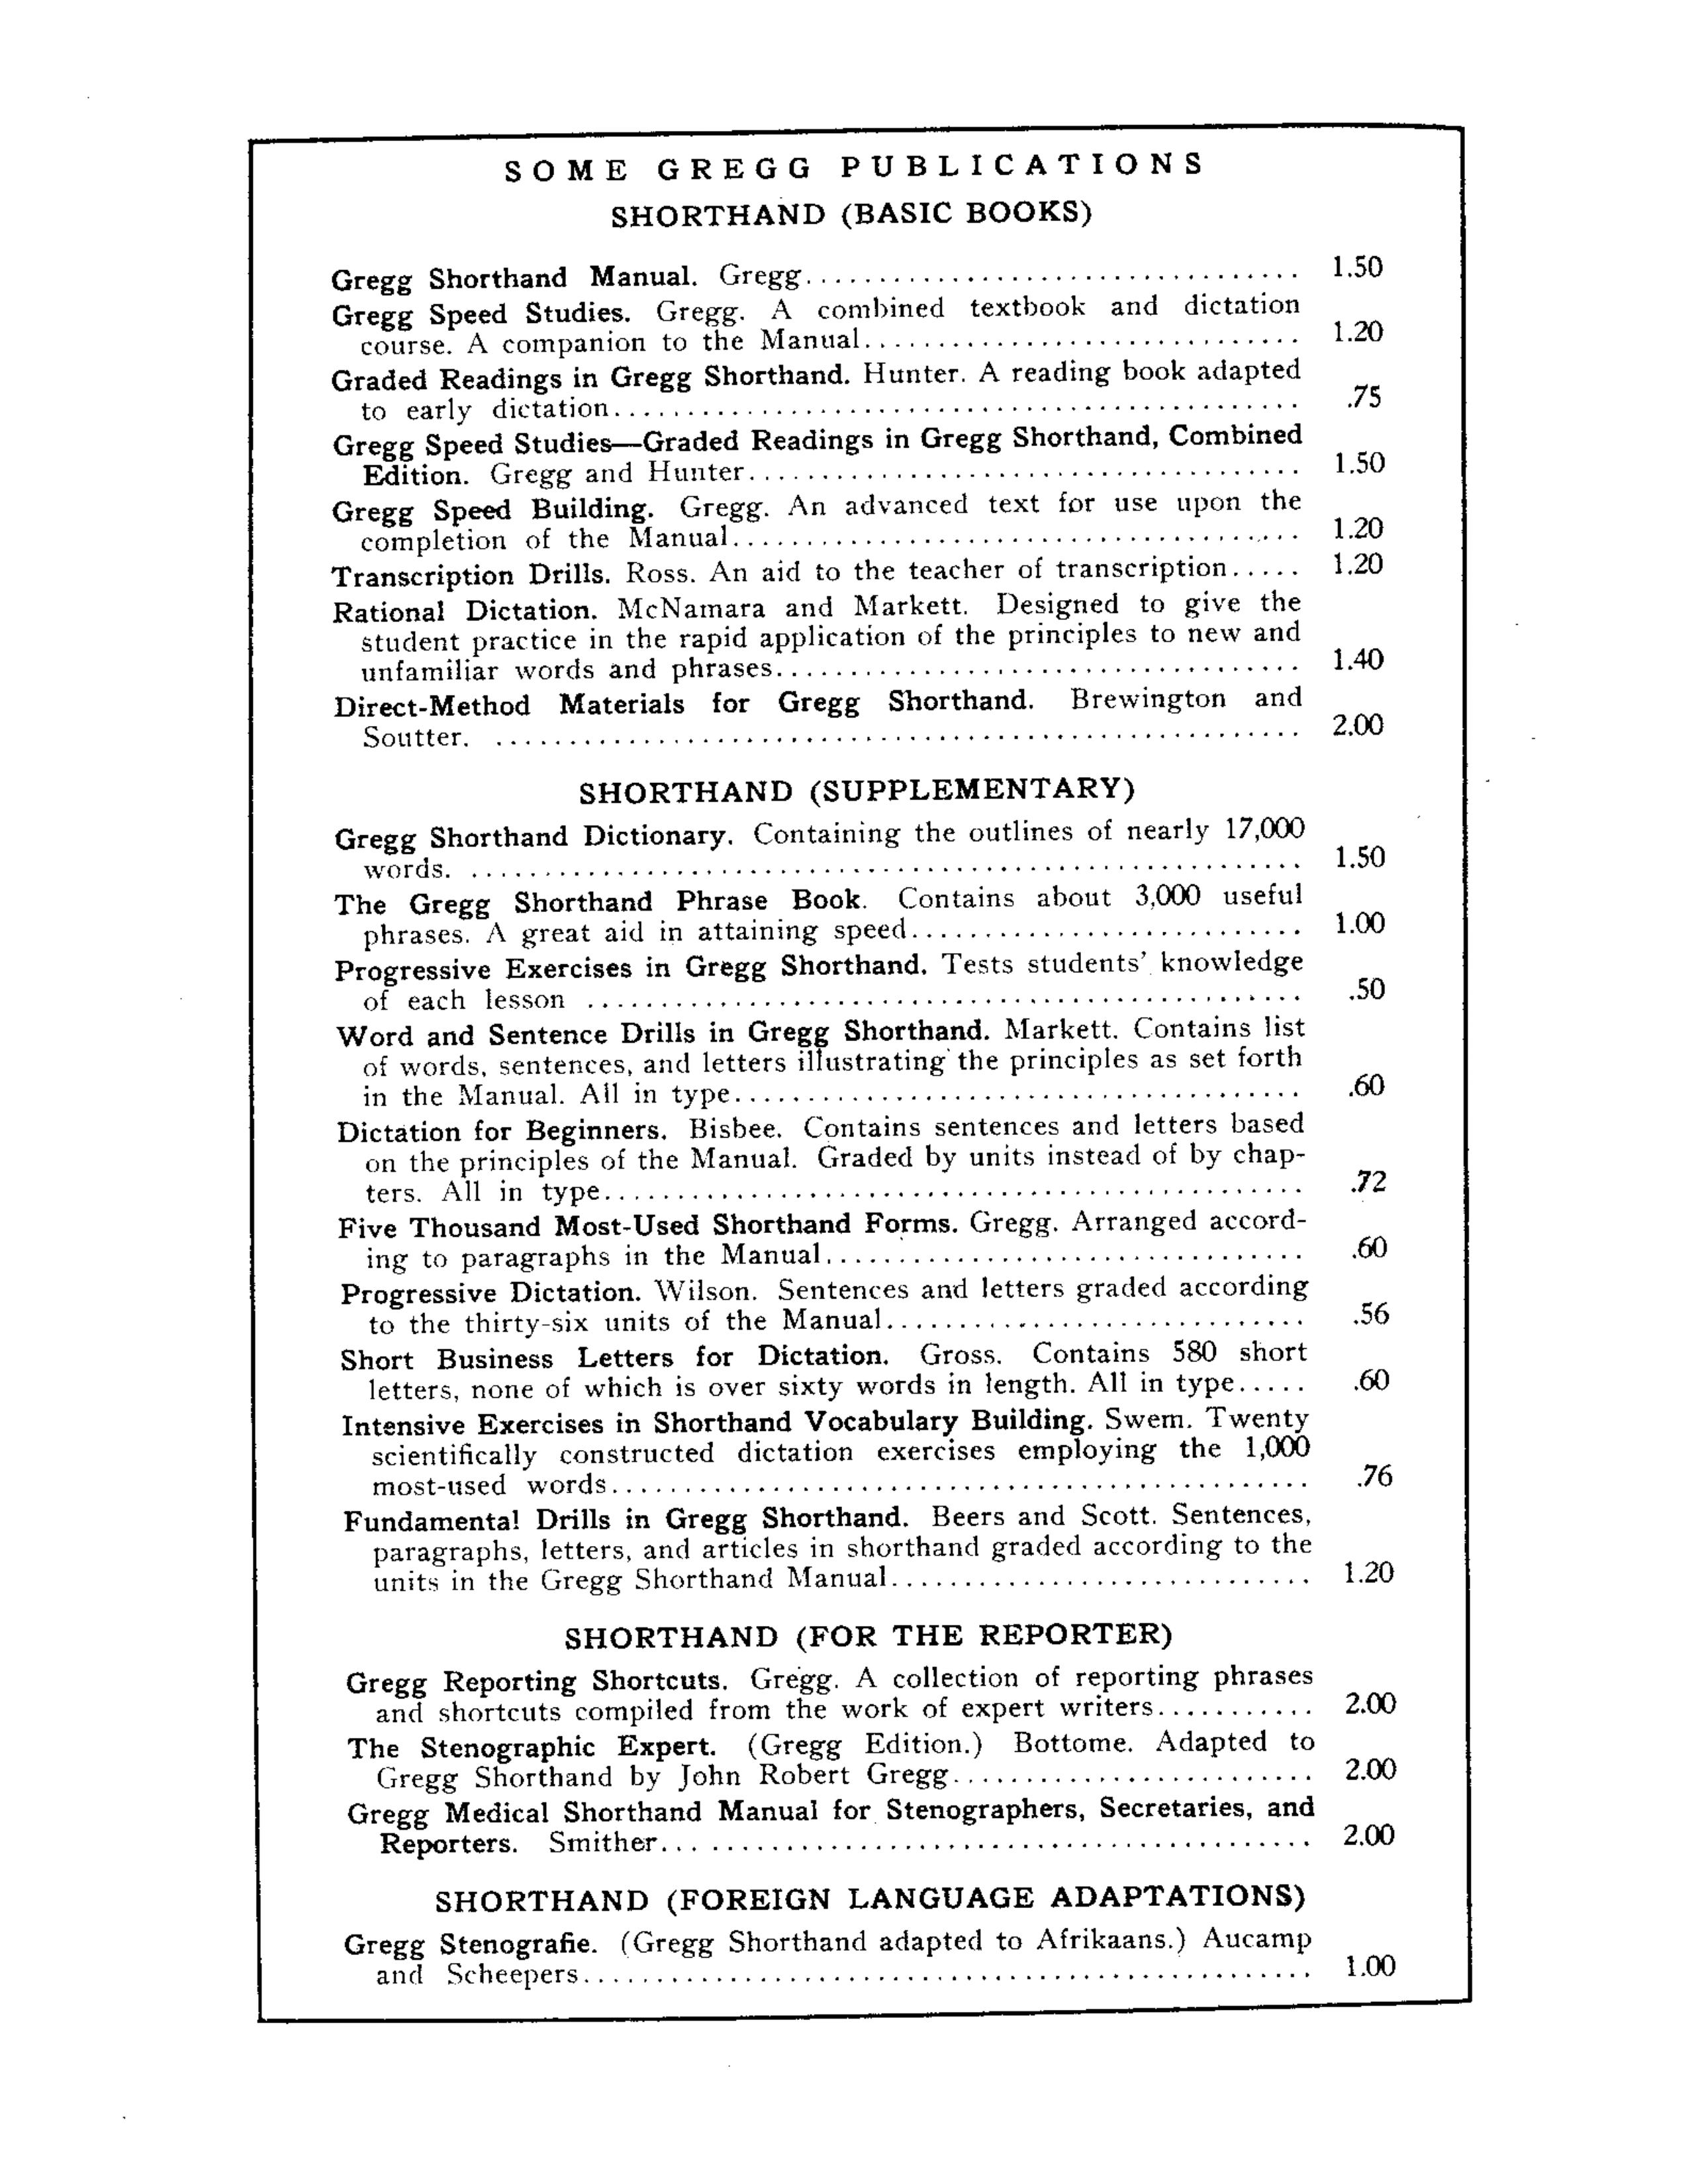 SOME GREGG PUBLICATIONS
SHORTHAND (BASIC BOOKS)
Gregg Shorthand Manual. Gregg.................................. 1.50
Gregg Speed Studies. Gregg. A combined textbook and dictation
course. A companion to the Manual.............................. 1.20
Graded Readings in Gregg Shorthand. Hunter. A reading book adapted
to early dictation............................................... .75
Gregg Speed Studies—Graded Readings in Gregg Shorthand, Combined
Edition. Gregg and Hunter...................................... 1.50
Gregg Speed Building. Gregg. An advanced text for use upon the
completion of the Manual....................................... 1.20
Transcription Drills. Ross. An aid to the teacher of transcription..... 1.20
Rational Dictation. McNamara and Markett. Designed to give the
student practice in the rapid application of the principles to new and
unfamiliar words and phrases.................................... 1.40
Direct-Method Materials for Gregg Shorthand. Brewington and
Soutter. ....................................................... 2.00
SHORTHAND (SUPPLEMENTARY)
Gregg Shorthand Dictionary. Containing the outlines of nearly 17,000
words. ......................................................... 1.50
The Gregg Shorthand Phrase Book. Contains about 3,000 useful
phrases. A great aid in attaining speed........................... 1.00
Progressive Exercises in Gregg Shorthand. Tests students' knowledge
of each lesson ................................................. .50
Word and Sentence Drills in Gregg Shorthand. Markett. Contains list
of words, sentences, and letters illustrating the principles as set forth
in the Manual. All in type....................................... .60
Dictation for Beginners. Bisbee. Contains sentences and letters based
on the principles of the Manual. Graded by units instead of by chap-
ters. All in type................................................ .72
Five Thousand Most-Used Shorthand Forms. Gregg. Arranged accord-
ing to paragraphs in the Manual................................. .60
Progressive Dictation. Wilson. Sentences and letters graded according
to the thirty-six units of the Manual............................. .56
Short Business Letters for Dictation. Gross. Contains 580 short
letters, none of which is over sixty words in length. All in type..... .60
Intensive Exercises in Shorthand Vocabulary Building. Swem. Twenty
scientifically constructed dictation exercises employing the 1,000
most-used words................................................ .76
Fundamental Drills in Gregg Shorthand. Beers and Scott. Sentences,
paragraphs, letters, and articles in shorthand graded according to the
units in the Gregg Shorthand Manual............................. 1.20
SHORTHAND (FOR THE REPORTER)
Gregg Reporting Shortcuts. Gregg. A collection of reporting phrases
and shortcuts compiled from the work of expert writers........... 2.00
The Stenographic Expert. (Gregg Edition.) Bottome. Adapted to
Gregg Shorthand by John Robert Gregg......................... 2.00
Gregg Medical Shorthand Manual for Stenographers, Secretaries, and
Reporters. Smither... ......................................... 2.00
SHORTHAND (FOREIGN LANGUAGE ADAPTATIONS)
Gregg Stenografie. (Gregg Shorthand adapted to Afrikaans.) Aucamp
and Scheepers.................................................. 1.00